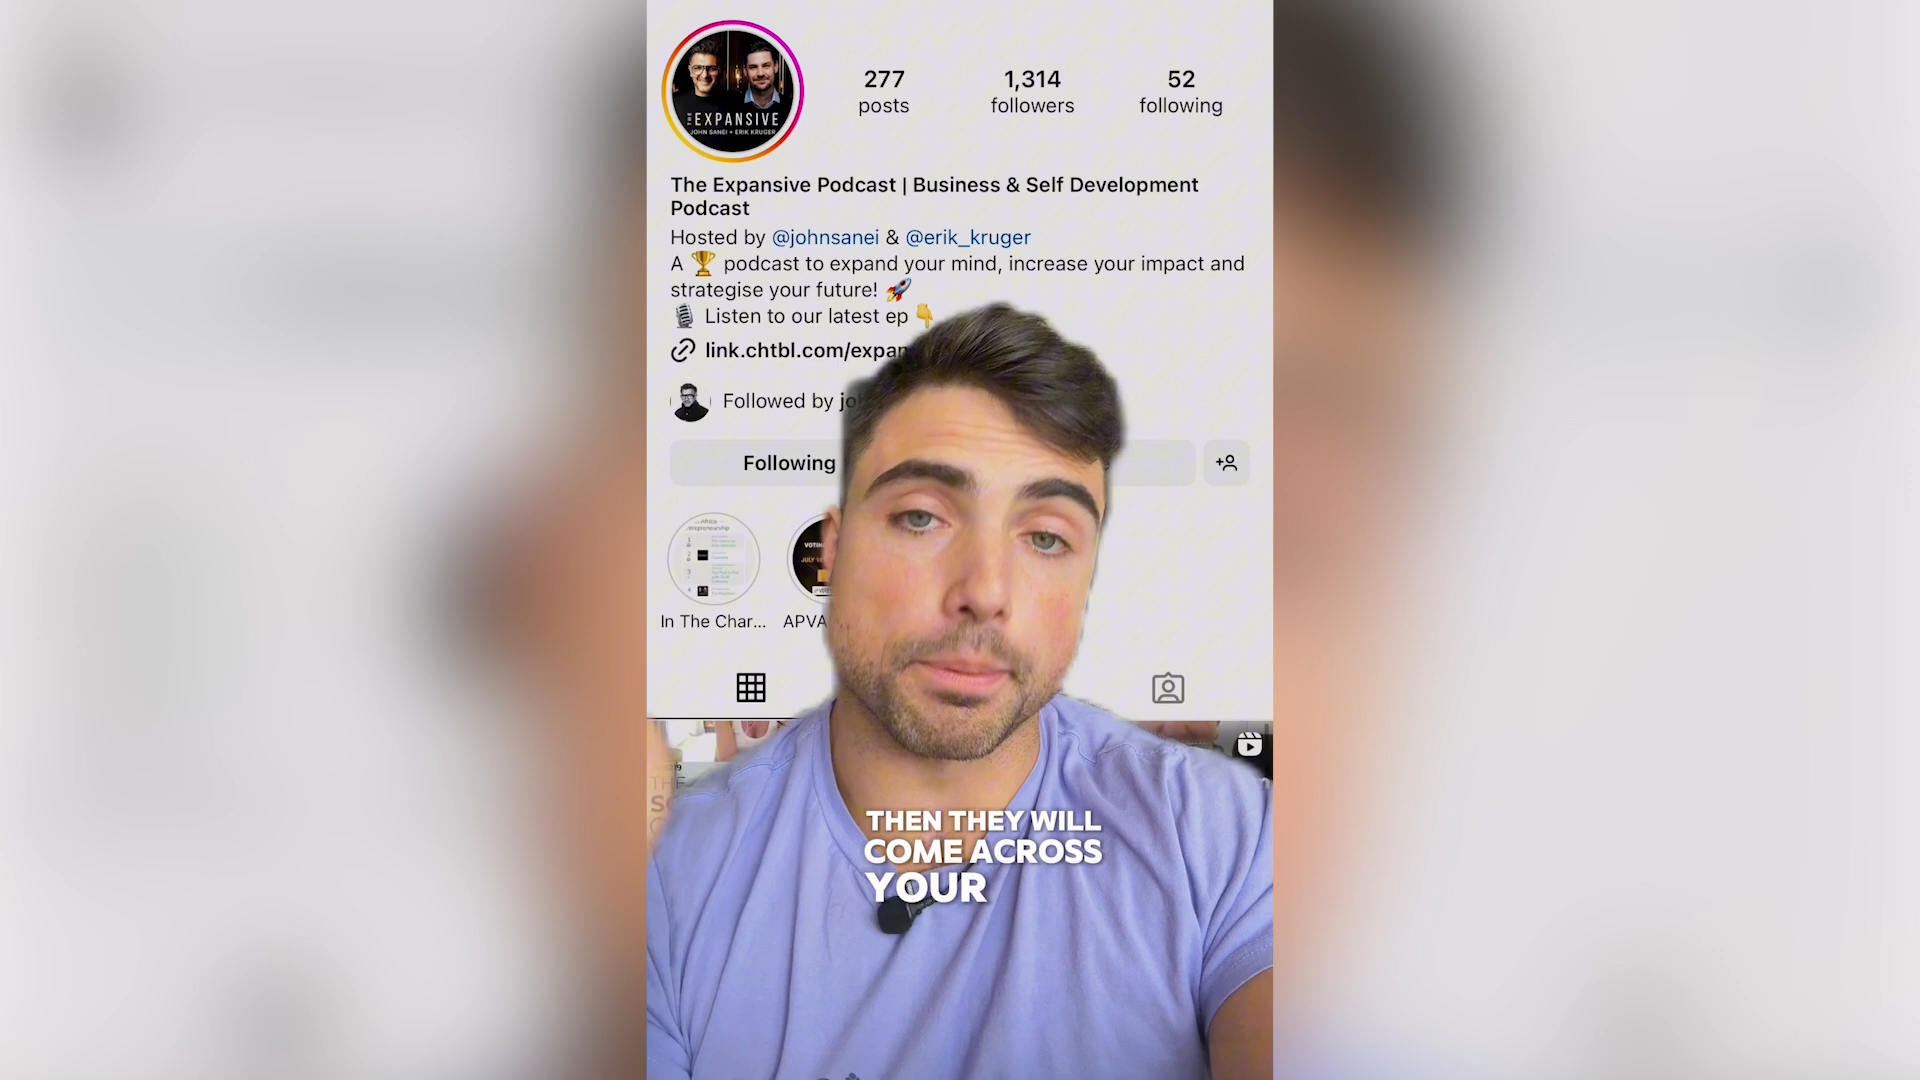 THE EXPANSIVE
JOHN SANEI + ERIK KRUGER
277
posts
1,314
followers
52
following
The Expansive Podcast | Business & Self Development
Podcast
Hosted by @johnsanei & @erik_kruger
A 🏆 podcast to expand your mind, increase your impact and
strategise your future! 🚀
🎙 Listen to our latest ep 👇
link.chtbl.com/expan
Followed by jo
Following
In The Char...
APVA
THEN THEY WILL
COME ACROSS
YOUR